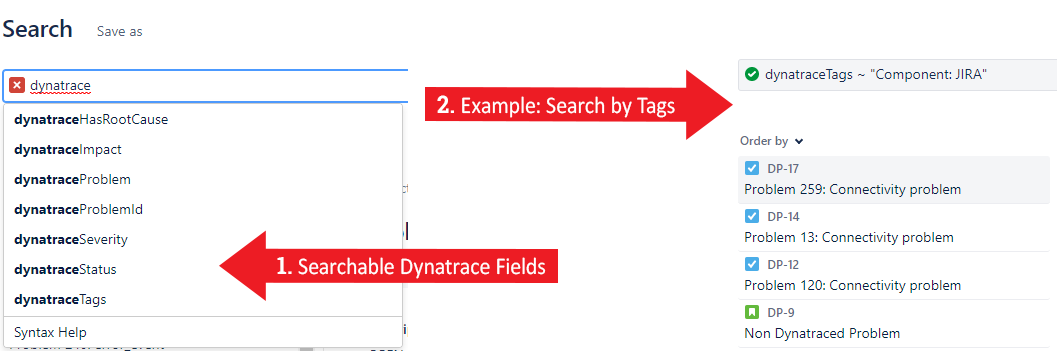 Search Save as
dynatrace
dynatraceHasRootCause
dynatraceImpact
dynatraceProblem
dynatraceProblemId
dynatraceSeverity
dynatraceStatus
dynatraceTags
Syntax Help
1. Searchable Dynatrace Fields
2. Example: Search by Tags
dynatraceTags ~ "Component: JIRA"
Order by
DP-17
Problem 259: Connectivity problem
DP-14
Problem 13: Connectivity problem
DP-12
Problem 120: Connectivity problem
DP-9
Non Dynatraced Problem